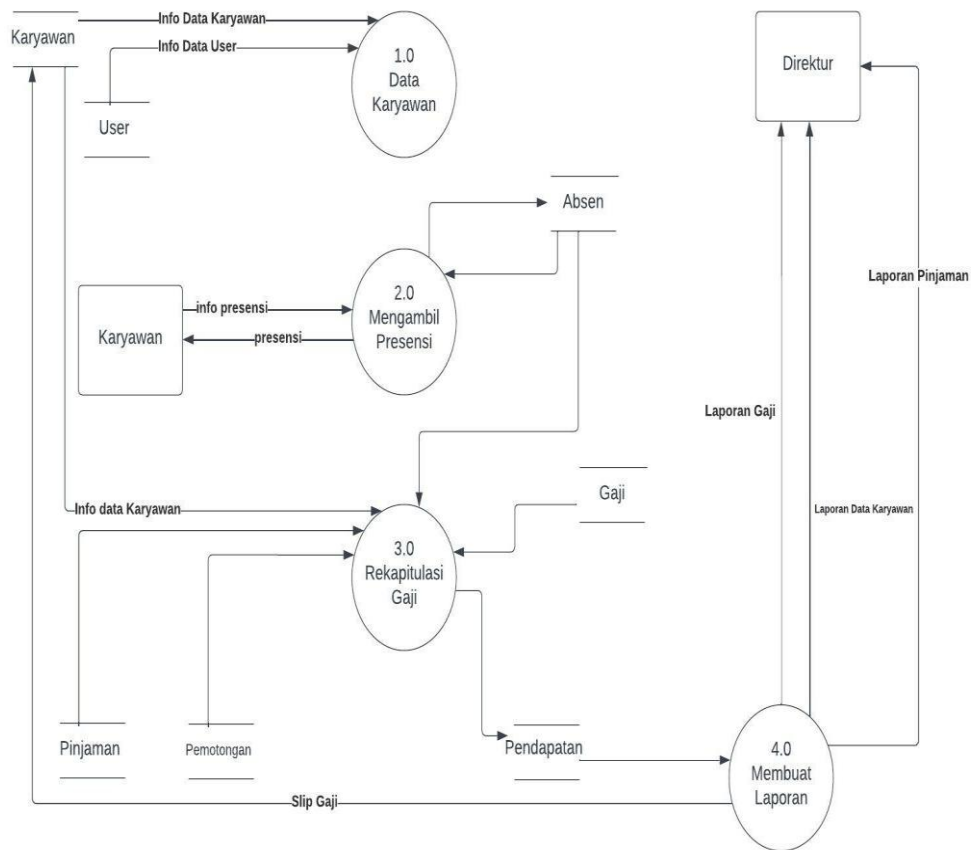 Info Data Karyawan
Karyawan
Info Data User
User
1.0
Data
Karyawan
Direktur
Absen
2.0
Mengambil
Presensi
info presensi
Karyawan
presensi
Laporan Pinjaman
Laporan Gaji
Laporan Data Karyawan
Gaji
Info data Karyawan
3.0
Rekapitulasi
Gaji
Pinjaman
Pemotongan
Pendapatan
4.0
Membuat
Laporan
Slip Gaji